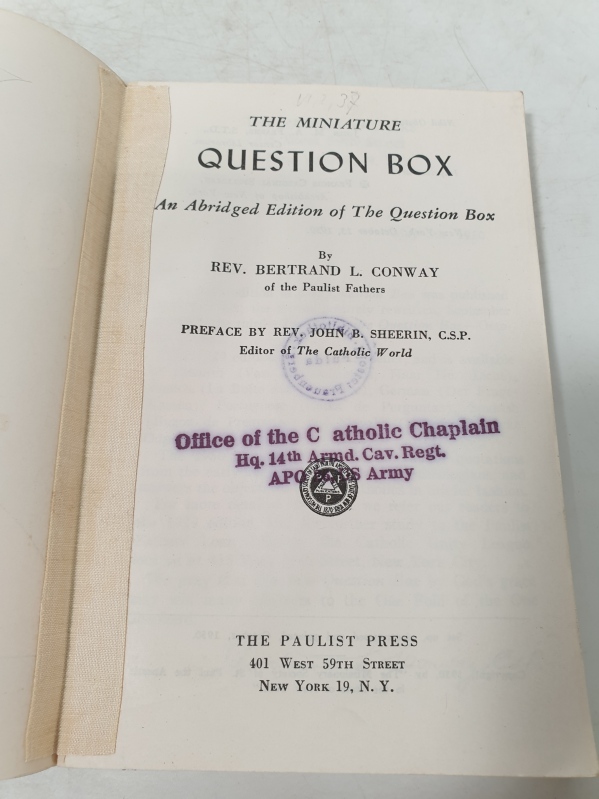 THE MINIATURE
QUESTION BOX
An Abridged Edition of The Question Box
By
REV. BERTRAND L. CONWAY
of the Paulist Fathers
PREFACE BY REV. JOHN B. SHEERIN, C.S.P.
Editor of The Catholic World
Office of the C atholic Chaplain
Hq. 14th Armd. Cav. Regt.
APO US Army
P
THE PAULIST PRESS
401 WEST 59TH STREET
NEW YORK 19, N. Y.